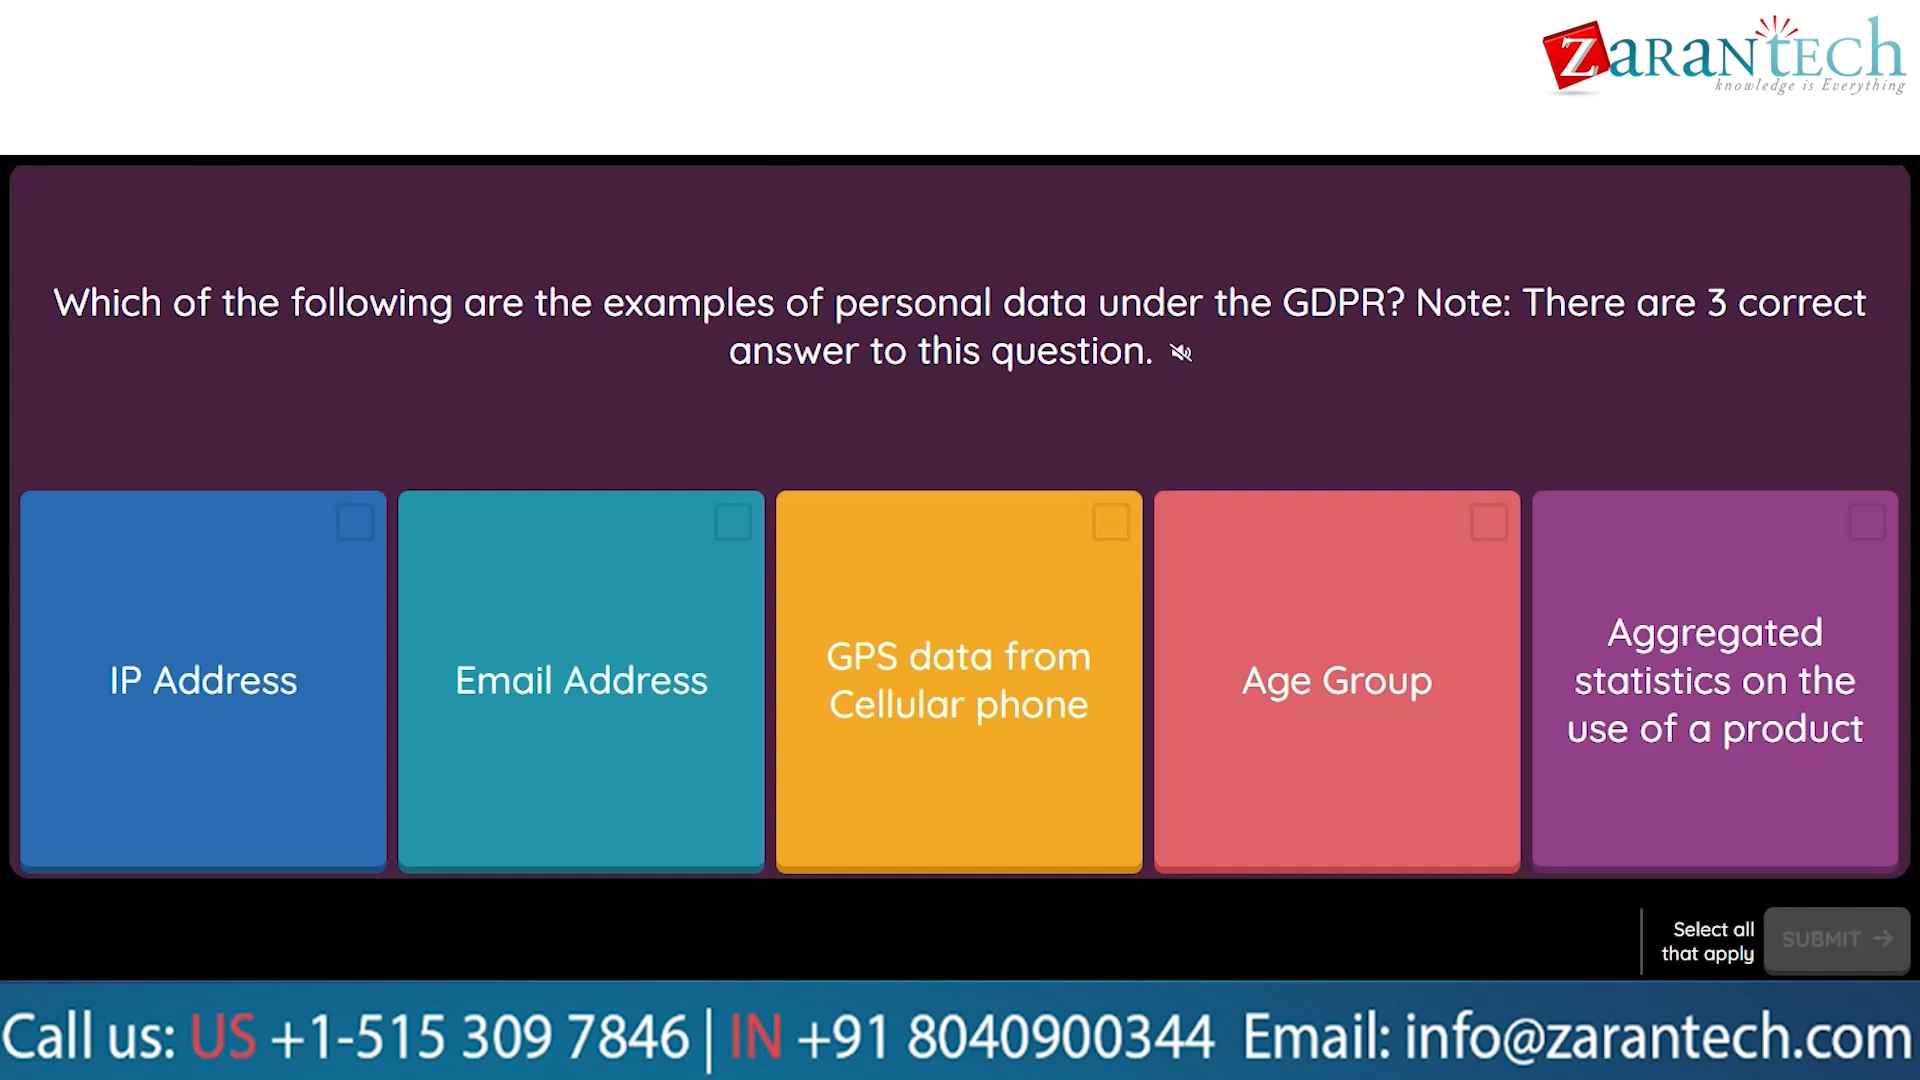 ZARANTECH
knowledge is Everything
Which of the following are the examples of personal data under the GDPR? Note: There are 3 correct
answer to this question.
IP Address
Email Address
GPS data from
Cellular phone
Age Group
Aggregated
statistics on the
use of a product
Select all
that apply
SUBMIT →
Call us: US +1-515 309 7846 | IN +91 8040900344 Email: info@zarantech.com